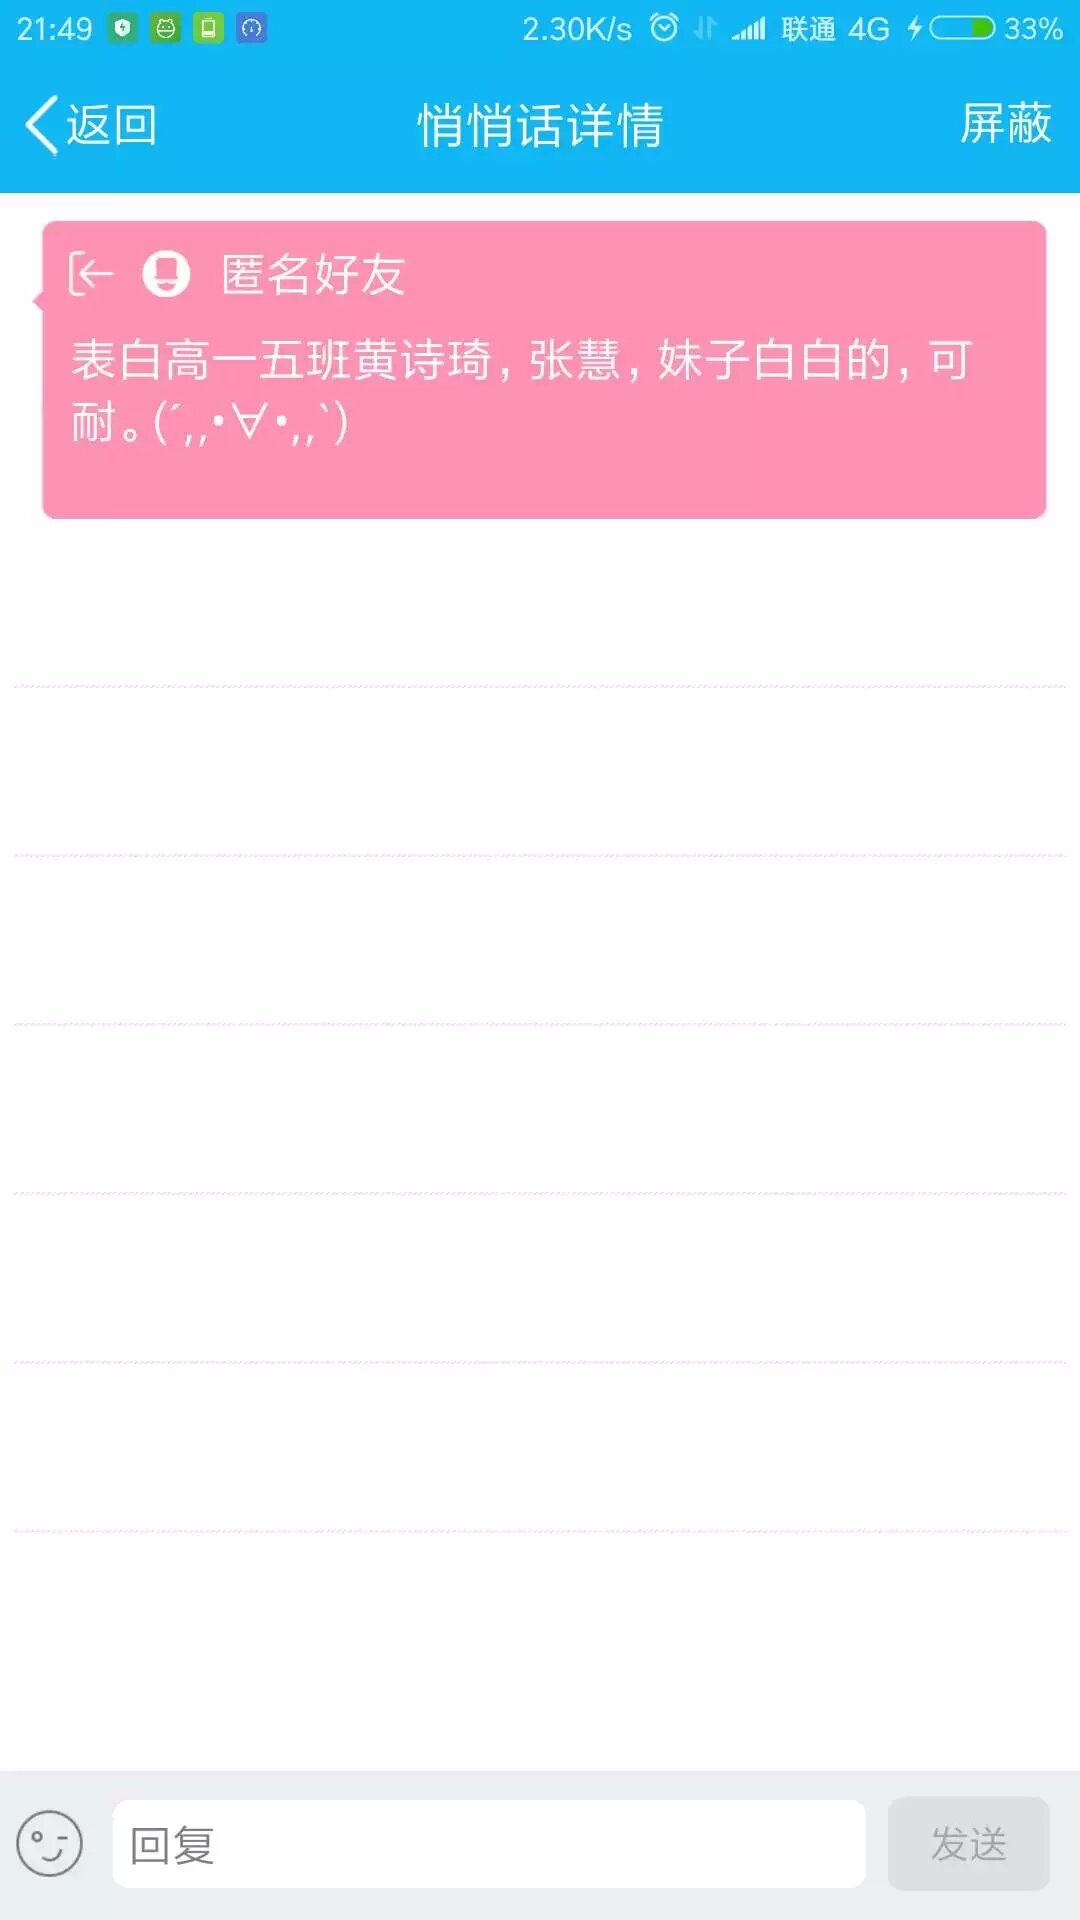 21:49 2.30K/s 联通 4G 33%
返回 悄悄话详情 屏蔽
匿名好友
表白高一五班黄诗琦，张慧，妹子白白的，可
耐。(´,,•∀•,,`)
回复 发送